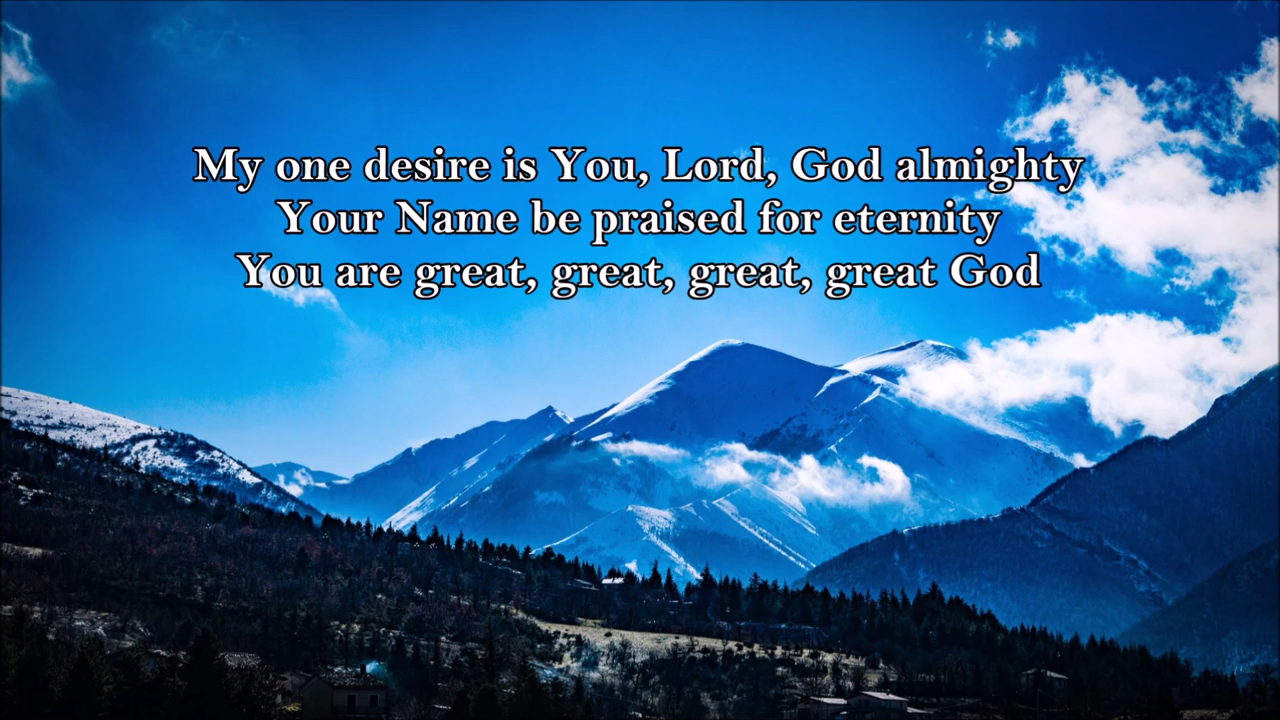 My one desire is You, Lord, God almighty
Your Name be praised for eternity
You are great, great, great, great God